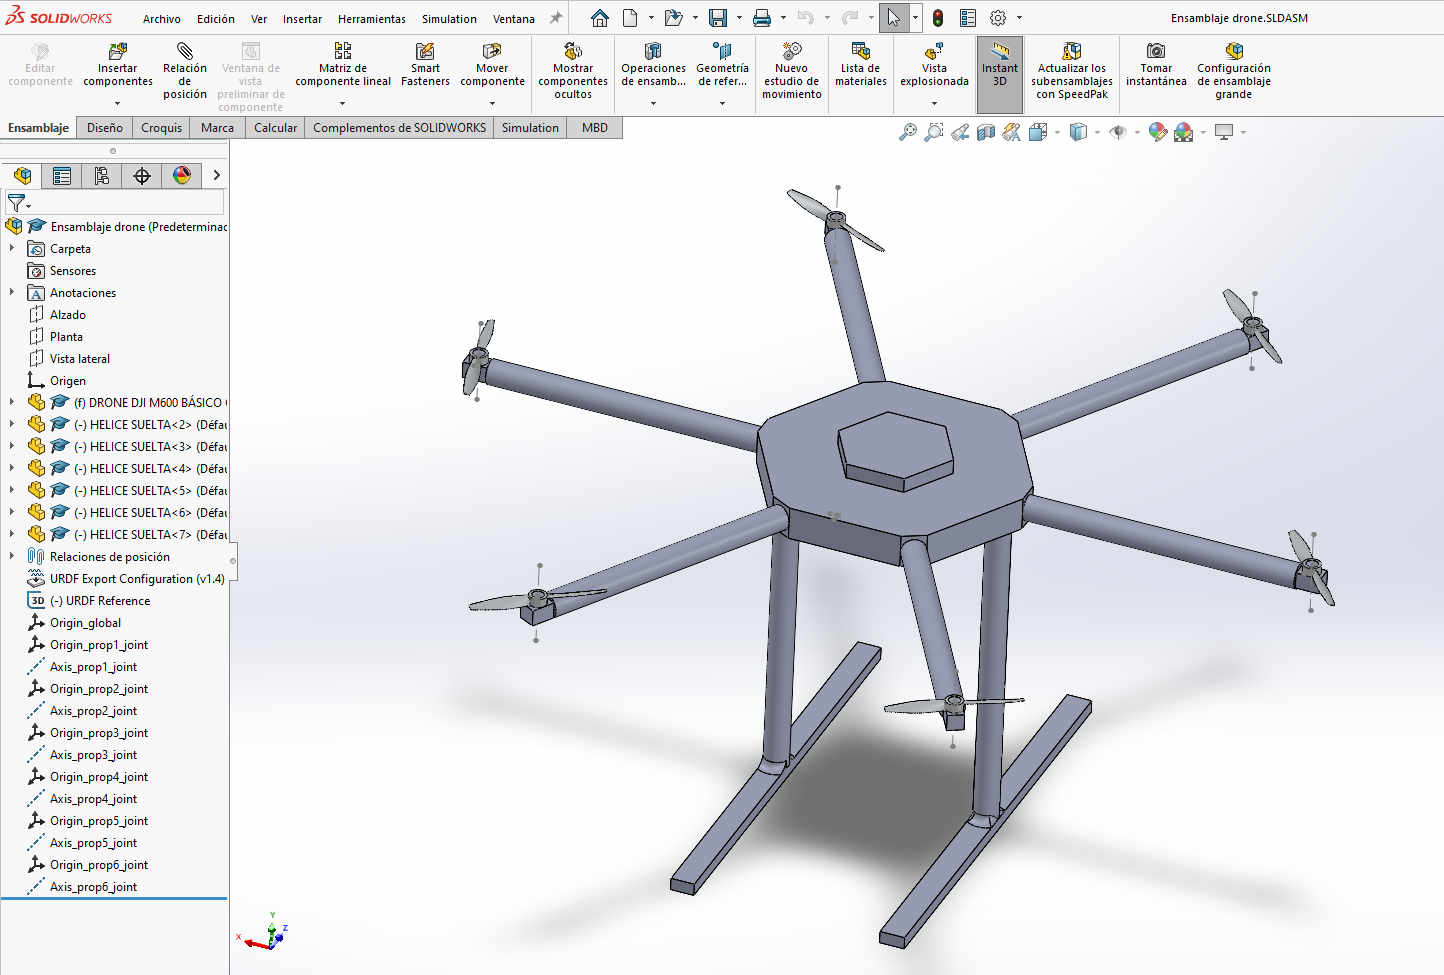 SOLIDWORKS
Archivo Edición Ver Insertar Herramientas Simulation Ventana
Ensamblaje drone.SLDASM
Editar componente
Insertar componentes
Relación de posición
Ventana de vista preliminar de componente
Matriz de componente lineal
Smart Fasteners
Mover componente
Mostrar componentes ocultos
Operaciones de ensamb...
Geometría de refer...
Nuevo estudio de movimiento
Lista de materiales
Vista explosionada
Instant 3D
Actualizar los subensamblajes con SpeedPak
Tomar instantánea
Configuración de ensamblaje grande
Ensamblaje Diseño Croquis Marca Calcular Complementos de SOLIDWORKS Simulation MBD
Ensamblaje drone (Predeterminac
Carpeta
Sensores
Anotaciones
Alzado
Planta
Vista lateral
Origen
(f) DRONE DJI M600 BÁSICO
(-) HELICE SUELTA<2> (Défau
(-) HELICE SUELTA<3> (Défau
(-) HELICE SUELTA<4> (Défau
(-) HELICE SUELTA<5> (Défau
(-) HELICE SUELTA<6> (Défau
(-) HELICE SUELTA<7> (Défau
Relaciones de posición
URDF Export Configuration (v1.4)
3D (-) URDF Reference
Origin_global
Origin_prop1_joint
Axis_prop1_joint
Origin_prop2_joint
Axis_prop2_joint
Origin_prop3_joint
Axis_prop3_joint
Origin_prop4_joint
Axis_prop4_joint
Origin_prop5_joint
Axis_prop5_joint
Origin_prop6_joint
Axis_prop6_joint
Y
X Z